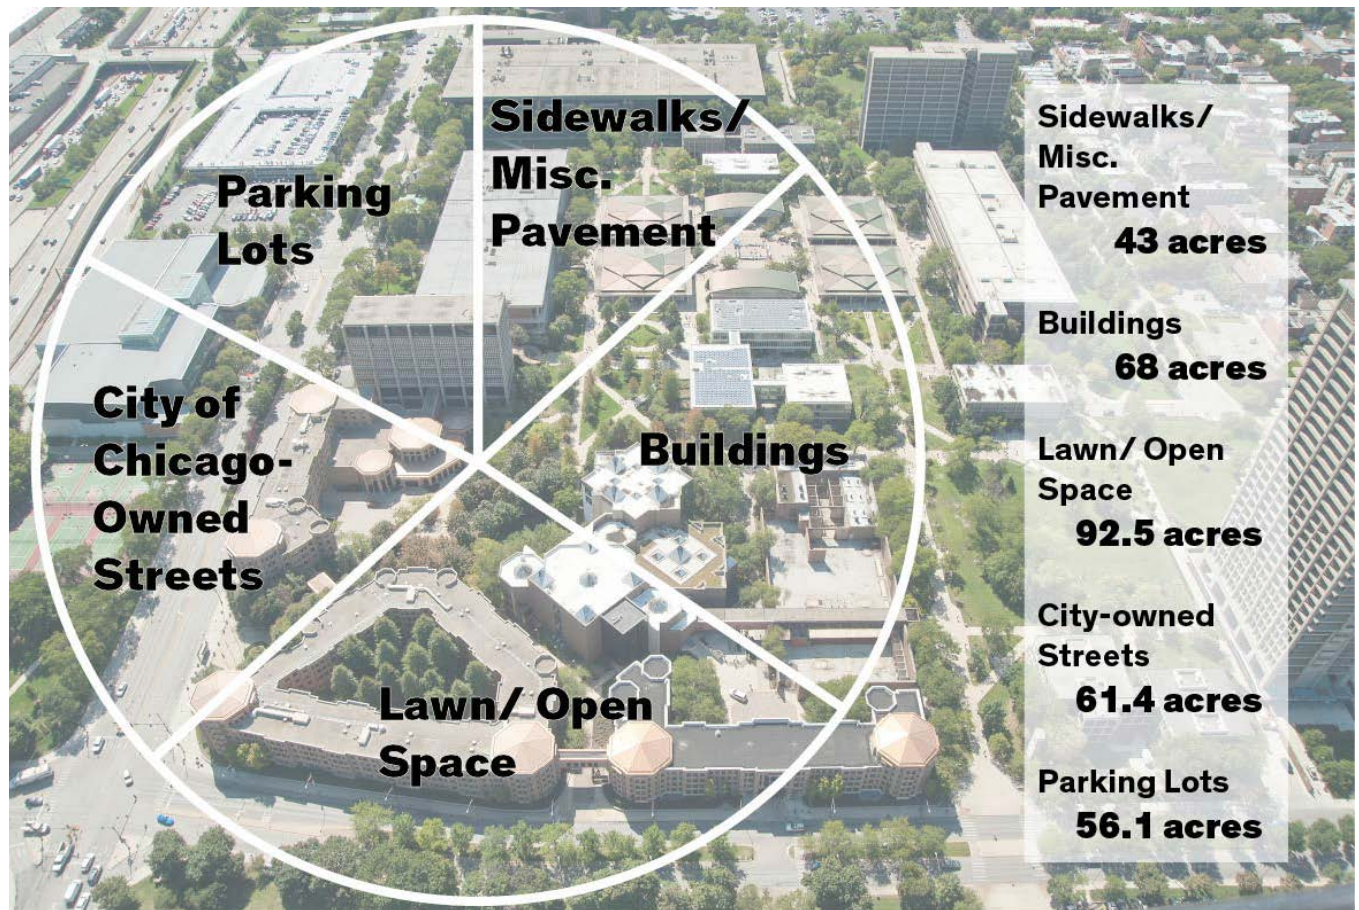 Parking
Lots
Sidewalks/
Misc.
Pavement
City of
Chicago-
Owned
Streets
Buildings
Lawn/ Open
Space
Sidewalks/
Misc.
Pavement
43 acres
Buildings
68 acres
Lawn/ Open
Space
92.5 acres
City-owned
Streets
61.4 acres
Parking Lots
56.1 acres